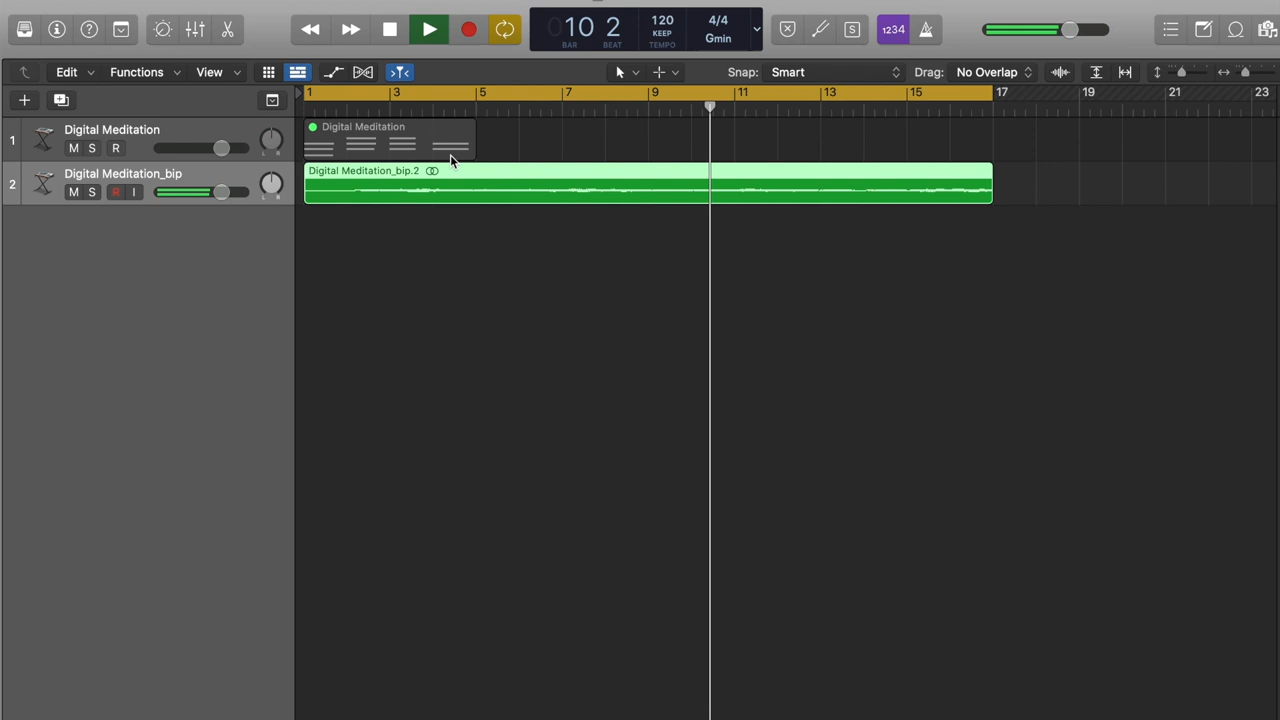 010 2
BAR
BEAT
120
KEEP
TEMPO
4/4
Gmin
S
1234
Edit
Functions
View
Snap: Smart
Drag: No Overlap
1 3 5 7 9 11 13 15 17 19 21 23
1
Digital Meditation
M S R
L R
Digital Meditation
2
Digital Meditation_bip
M S R I
L R
Digital Meditation_bip.2